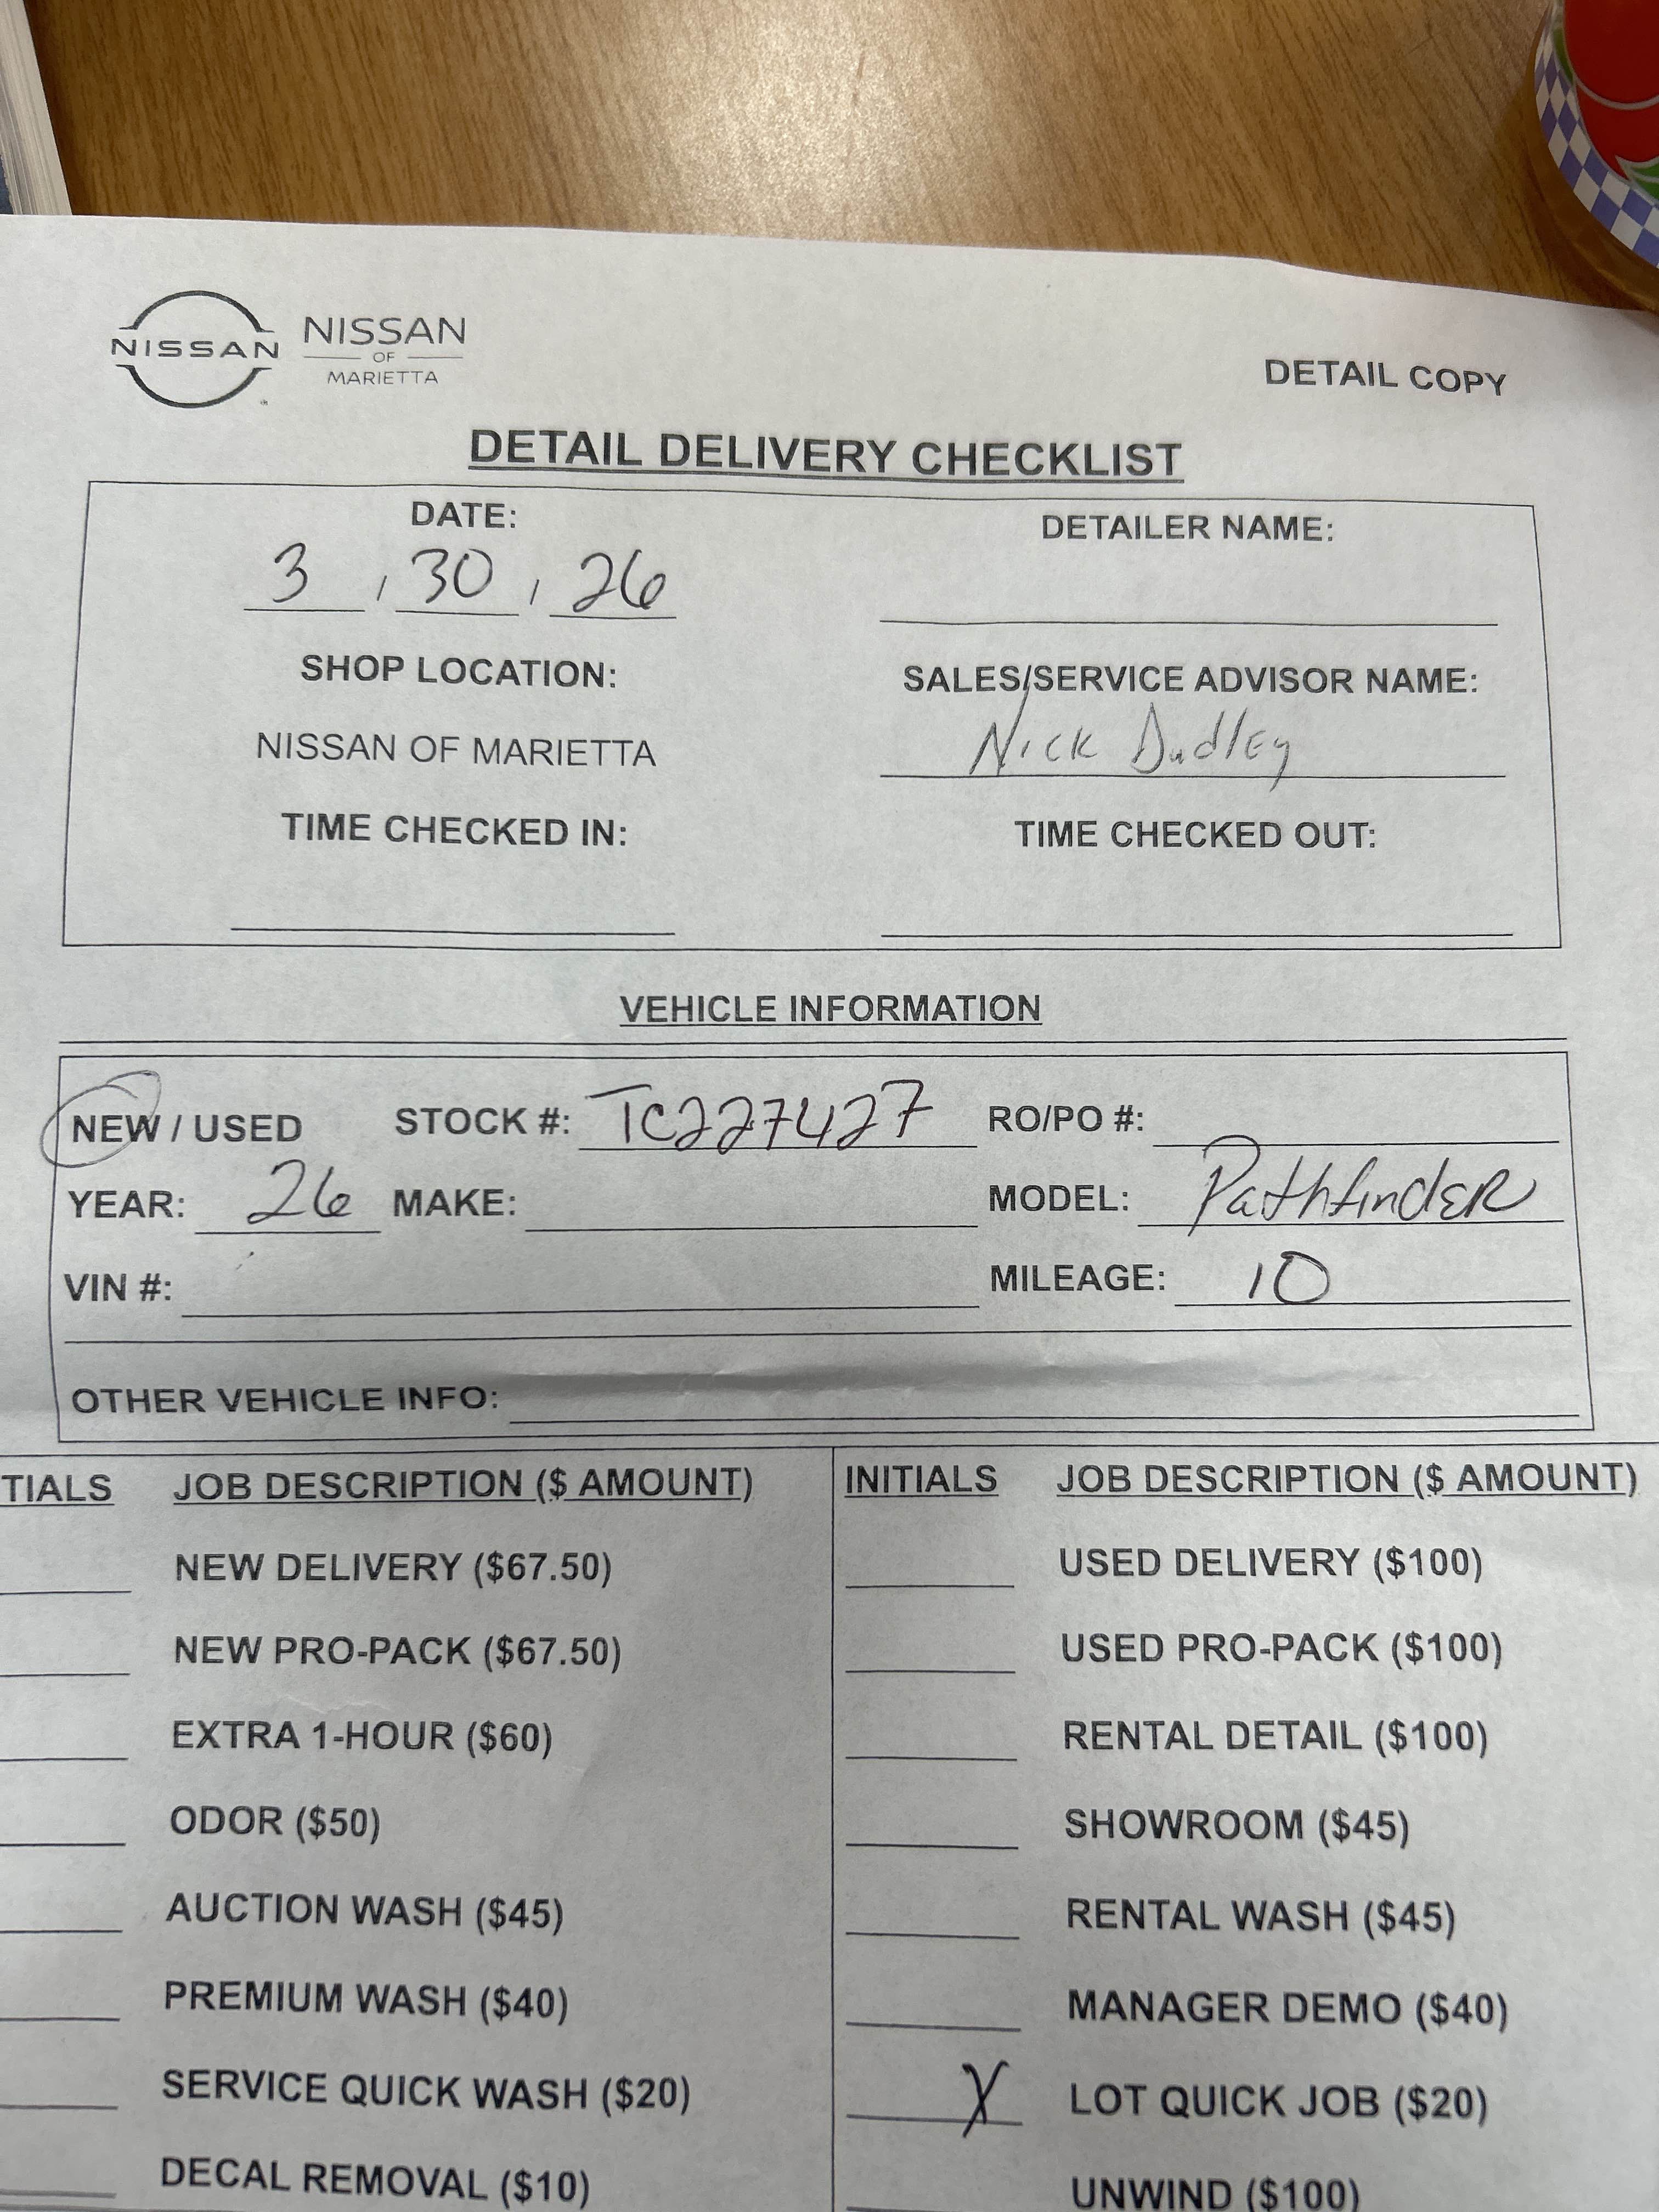 NISSAN NISSAN
OF
MARIETTA
DETAIL COPY
DETAIL DELIVERY CHECKLIST
DATE: DETAILER NAME:
3 / 30 / 26
SHOP LOCATION: SALES/SERVICE ADVISOR NAME:
NISSAN OF MARIETTA Nick Dudley
TIME CHECKED IN: TIME CHECKED OUT:
VEHICLE INFORMATION
NEW / USED STOCK #: TC227427 RO/PO #:
YEAR: 26 MAKE: MODEL: PathfindER
VIN #: MILEAGE: 10
OTHER VEHICLE INFO:
TIALS JOB DESCRIPTION ($ AMOUNT) INITIALS JOB DESCRIPTION ($ AMOUNT)
NEW DELIVERY ($67.50) USED DELIVERY ($100)
NEW PRO-PACK ($67.50) USED PRO-PACK ($100)
EXTRA 1-HOUR ($60) RENTAL DETAIL ($100)
ODOR ($50) SHOWROOM ($45)
AUCTION WASH ($45) RENTAL WASH ($45)
PREMIUM WASH ($40) MANAGER DEMO ($40)
SERVICE QUICK WASH ($20) X LOT QUICK JOB ($20)
DECAL REMOVAL ($10) UNWIND ($100)